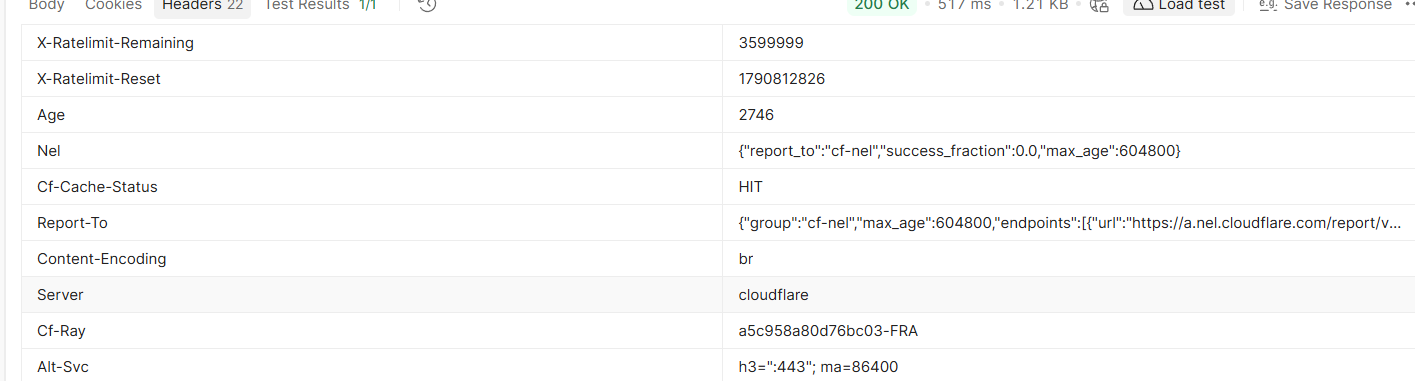 Body Cookies Headers 22 Test Results 1/1 200 OK • 517 ms • 1.21 KB • Load test e.g. Save Response
X-Ratelimit-Remaining 3599999
X-Ratelimit-Reset 1790812826
Age 2746
Nel {"report_to":"cf-nel","success_fraction":0.0,"max_age":604800}
Cf-Cache-Status HIT
Report-To {"group":"cf-nel","max_age":604800,"endpoints":[{"url":"https://a.nel.cloudflare.com/report/v...
Content-Encoding br
Server cloudflare
Cf-Ray a5c958a80d76bc03-FRA
Alt-Svc h3=":443"; ma=86400